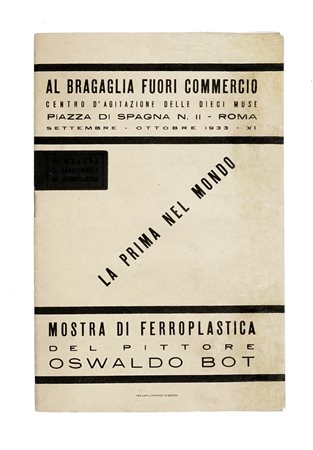 AL BRAGAGLIA FUORI COMMERCIO
CENTRO D'AGITAZIONE DELLE DIECI MUSE
PIAZZA DI SPAGNA N. 11 - ROMA
SETTEMBRE - OTTOBRE 1933 - XI
LA PRIMA NEL MONDO
MOSTRA DI FERROPLASTICA
DEL PITTORE
OSWALDO BOT